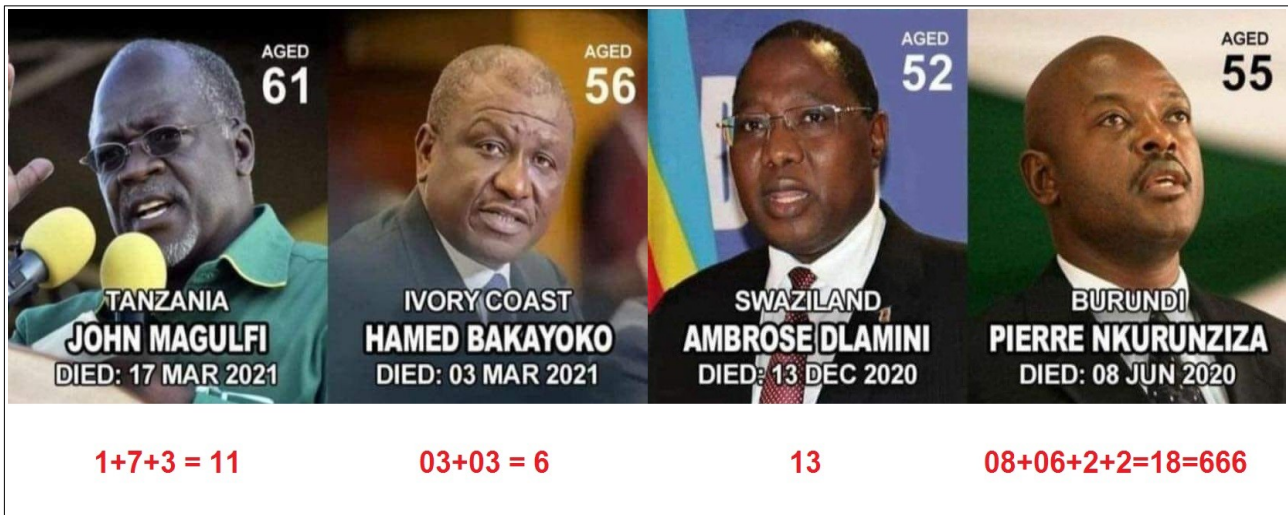 AGED
61
TANZANIA
JOHN MAGULFI
DIED: 17 MAR 2021
1+7+3 = 11
AGED
56
IVORY COAST
HAMED BAKAYOKO
DIED: 03 MAR 2021
03+03 = 6
AGED
52
SWAZILAND
AMBROSE DLAMINI
DIED: 13 DEC 2020
13
AGED
55
BURUNDI
PIERRE NKURUNZIZA
DIED: 08 JUN 2020
08+06+2+2=18=666